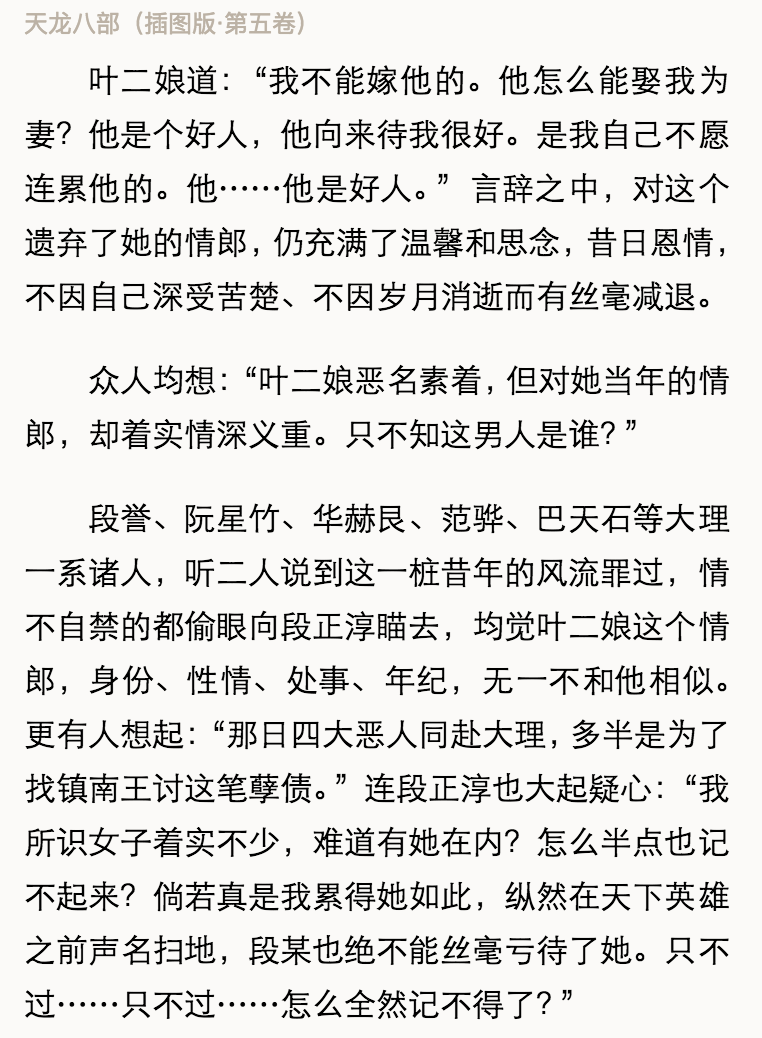 天龙八部（插图版·第五卷）
叶二娘道：“我不能嫁他的。他怎么能娶我为
妻？他是个好人，他向来待我很好。是我自己不愿
连累他的。他……他是好人。”言辞之中，对这个
遗弃了她的情郎，仍充满了温馨和思念，昔日恩情，
不因自己深受苦楚、不因岁月消逝而有丝毫减退。
众人均想：“叶二娘恶名素着，但对她当年的情
郎，却着实情深义重。只不知这男人是谁？”
段誉、阮星竹、华赫艮、范骅、巴天石等大理
一系诸人，听二人说到这一桩昔年的风流罪过，情
不自禁的都偷眼向段正淳瞄去，均觉叶二娘这个情
郎，身份、性情、处事、年纪，无一不和他相似。
更有人想起：“那日四大恶人同赴大理，多半是为了
找镇南王讨这笔孽债。”连段正淳也大起疑心：“我
所识女子着实不少，难道有她在内？怎么半点也记
不起来？倘若真是我累得她如此，纵然在天下英雄
之前声名扫地，段某也绝不能丝毫亏待了她。只不
过……只不过……怎么全然记不得了？”